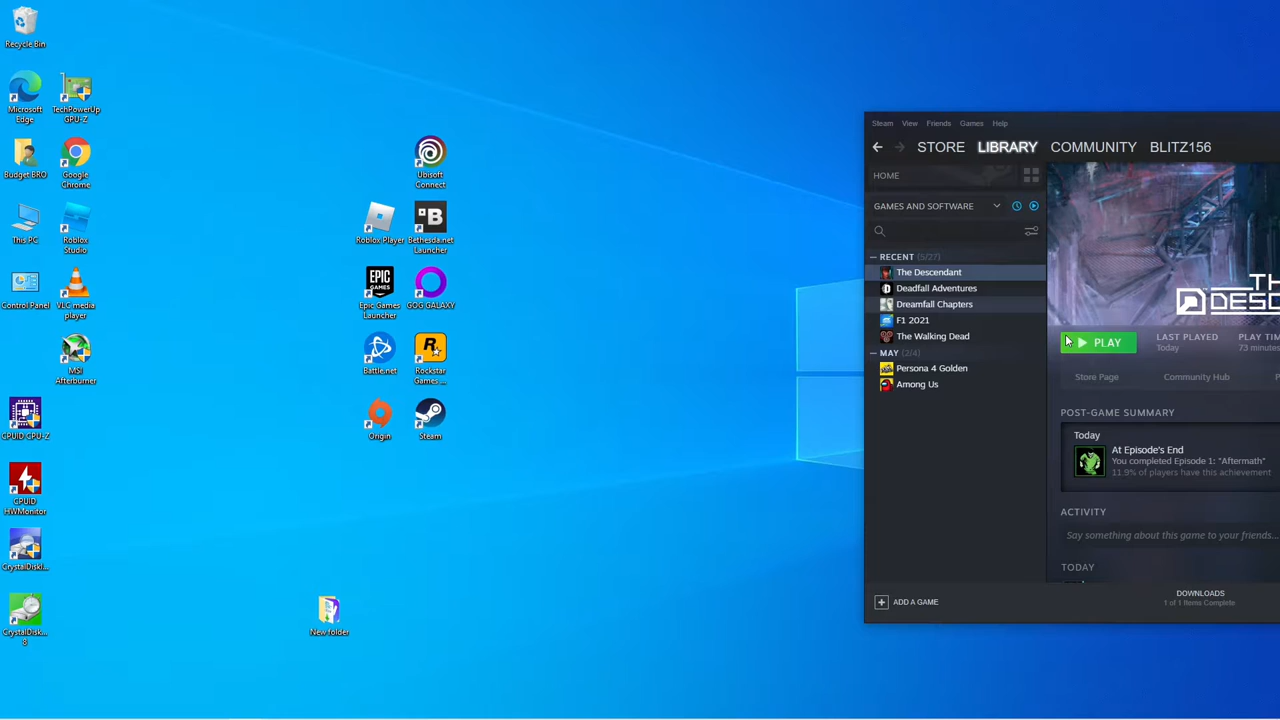 Recycle Bin
Microsoft
Edge
TechPowerUp
GPU-Z
Budget BRO
Google
Chrome
This PC
Roblox
Studio
Control Panel
VLC media
player
MSI
Afterburner
CPUID CPU-Z
CPUID
HWMonitor
CrystalDiskI...
CrystalDisk...
8
Ubisoft
Connect
Roblox Player
B
Bethesda.net
Launcher
EPIC
GAMES
Epic Games
Launcher
GOG GALAXY
Battle.net
R
Rockstar
Games ...
Origin
Steam
New folder
Steam View Friends Games Help
STORE LIBRARY COMMUNITY BLITZ156
HOME
GAMES AND SOFTWARE
RECENT (5/27)
The Descendant
Deadfall Adventures
Dreamfall Chapters
F1 2021
The Walking Dead
MAY (2/4)
Persona 4 Golden
Among Us
ADD A GAME
PLAY
LAST PLAYED
Today
PLAY TIM
73 minutes
Store Page
Community Hub
POST-GAME SUMMARY
Today
At Episode's End
You completed Episode 1: "Aftermath"
11.9% of players have this achievement
ACTIVITY
Say something about this game to your friends...
TODAY
DOWNLOADS
1 of 1 Items Complete